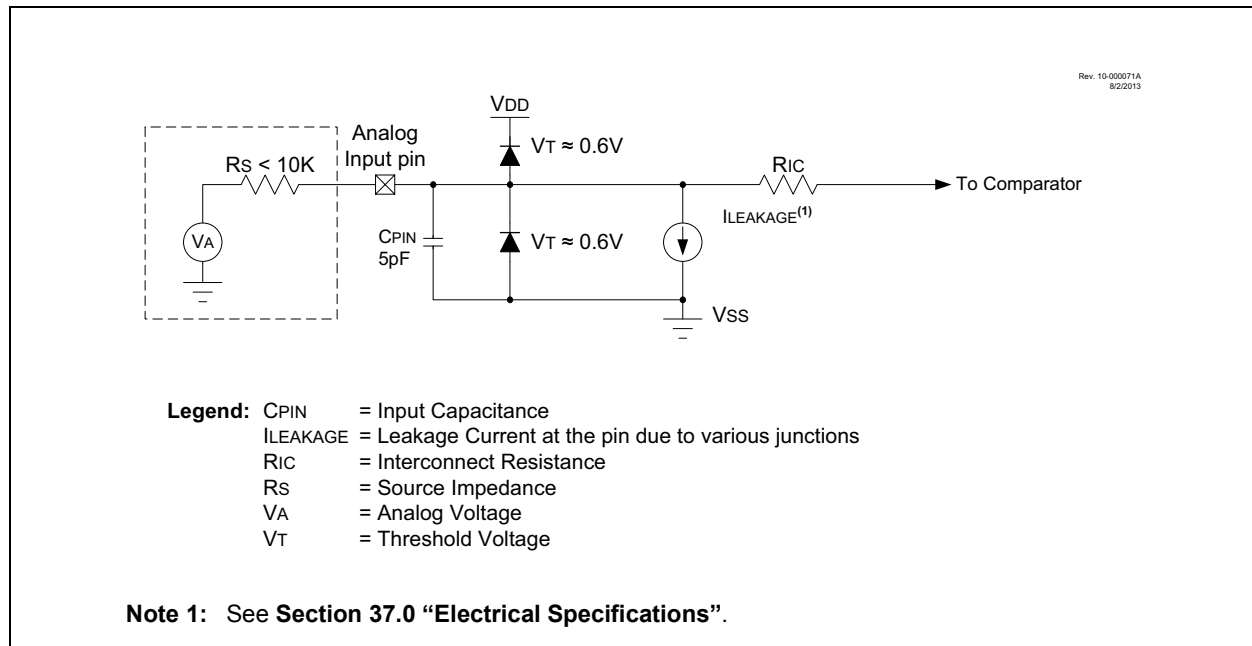 Rev. 10-000071A
8/2/2013
VDD
Analog
Input pin
VT ≈ 0.6V
RS < 10K
RIC
To Comparator
ILEAKAGE(1)
VA
CPIN
5pF
VT ≈ 0.6V
VSS
Legend: CPIN = Input Capacitance
ILEAKAGE = Leakage Current at the pin due to various junctions
RIC = Interconnect Resistance
RS = Source Impedance
VA = Analog Voltage
VT = Threshold Voltage
Note 1: See Section 37.0 “Electrical Specifications”.